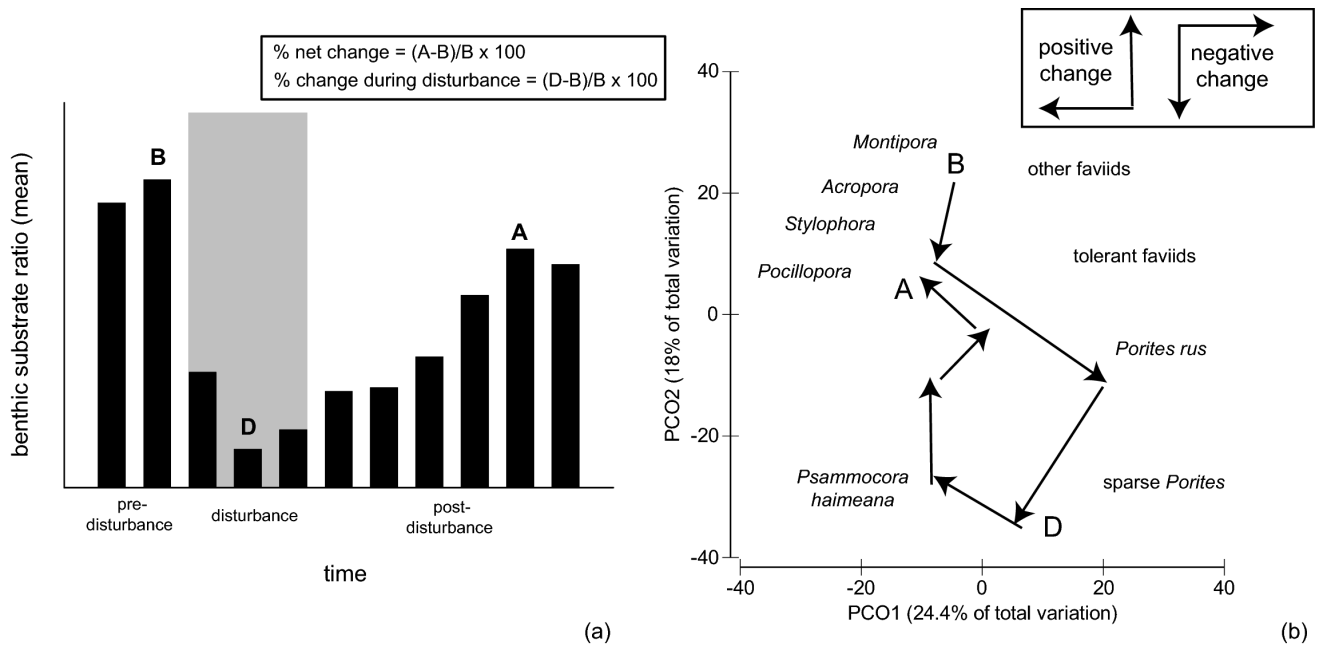 % net change = (A-B)/B x 100
% change during disturbance = (D-B)/B x 100
benthic substrate ratio (mean)
B
D
A
pre-
disturbance
disturbance
post-
disturbance
time
(a)
positive
change
negative
change
PCO2 (18% of total variation)
40
20
0
-20
-40
Montipora
B
other faviids
Acropora
Stylophora
tolerant faviids
Pocillopora
A
Porites rus
Psammocora
haimeana
sparse Porites
D
-40
-20
0
20
40
PCO1 (24.4% of total variation)
(b)